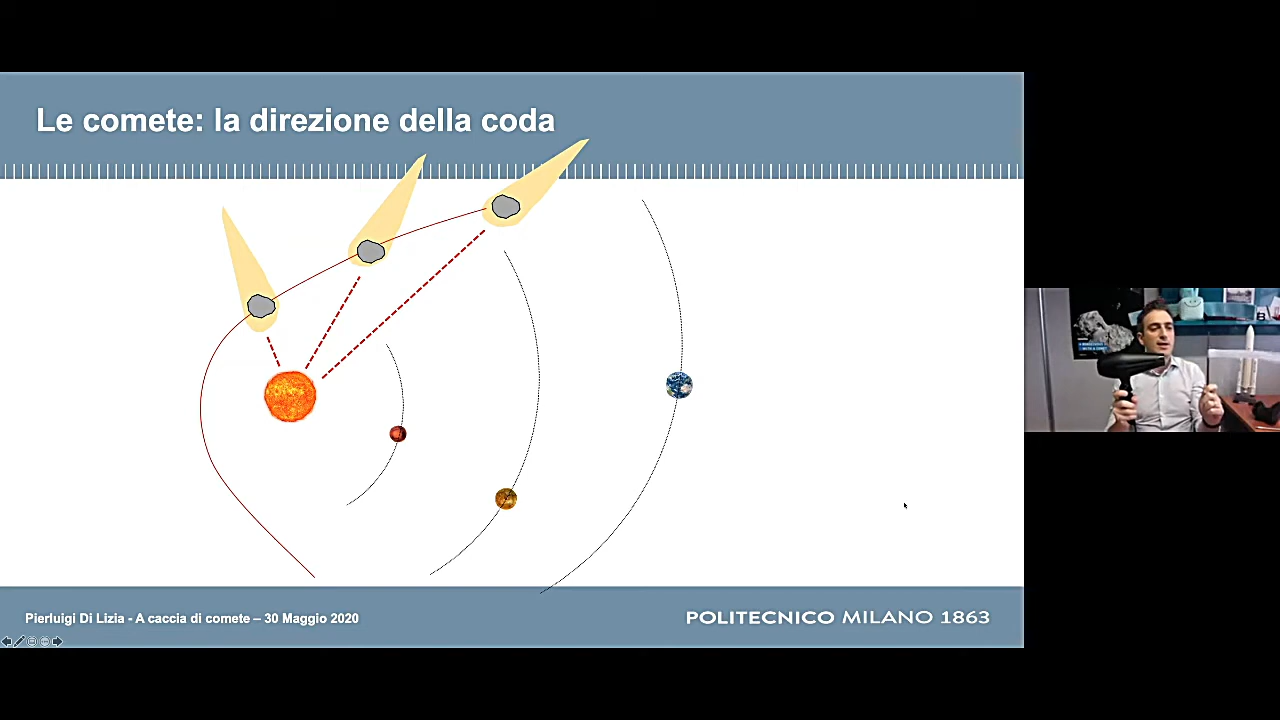 Le comete: la direzione della coda
Pierluigi Di Lizia - A caccia di comete – 30 Maggio 2020
POLITECNICO MILANO 1863